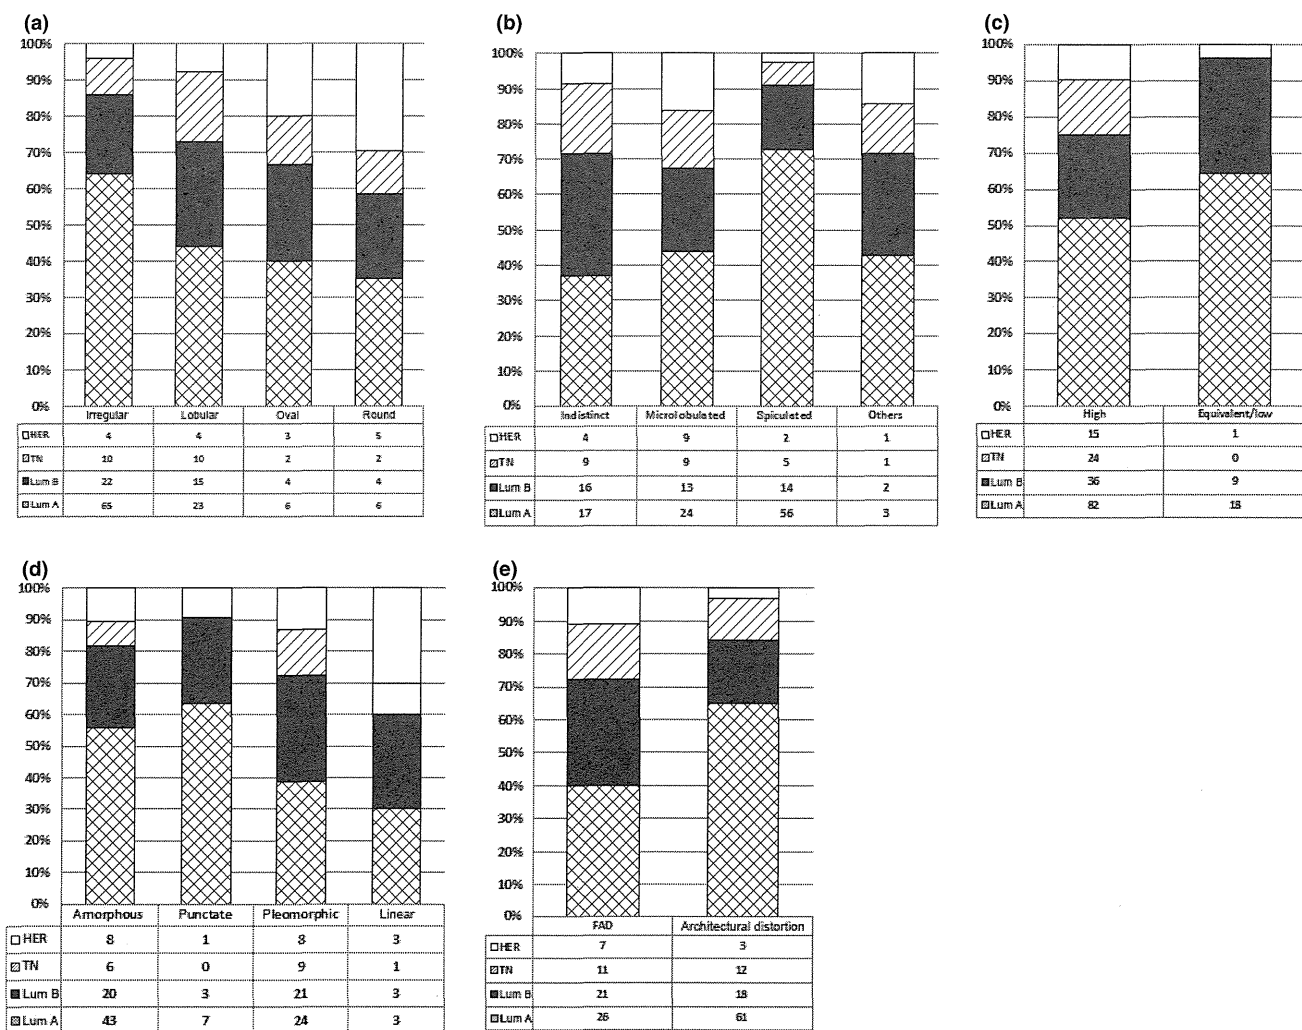 (a)
100%
90%
80%
70%
60%
50%
40%
30%
20%
10%
0%
Irregular Lobular Oval Round
HER 4 4 3 5
TN 10 10 2 2
Lum B 22 15 4 4
Lum A 65 23 6 6
(b)
100%
90%
80%
70%
60%
50%
40%
30%
20%
10%
0%
Indistinct Microlobulated Spiculated Others
HER 4 9 2 1
TN 9 9 5 1
Lum B 16 13 14 2
Lum A 17 24 56 3
(c)
100%
90%
80%
70%
60%
50%
40%
30%
20%
10%
0%
High Equivalent/low
HER 15 1
TN 24 0
Lum B 36 9
Lum A 82 18
(d)
100%
90%
80%
70%
60%
50%
40%
30%
20%
10%
0%
Amorphous Punctate Pleomorphic Linear
HER 8 1 8 3
TN 6 0 9 1
Lum B 20 3 21 3
Lum A 43 7 24 3
(e)
100%
90%
80%
70%
60%
50%
40%
30%
20%
10%
0%
FAD Architectural distortion
HER 7 3
TN 11 12
Lum B 21 18
Lum A 26 61